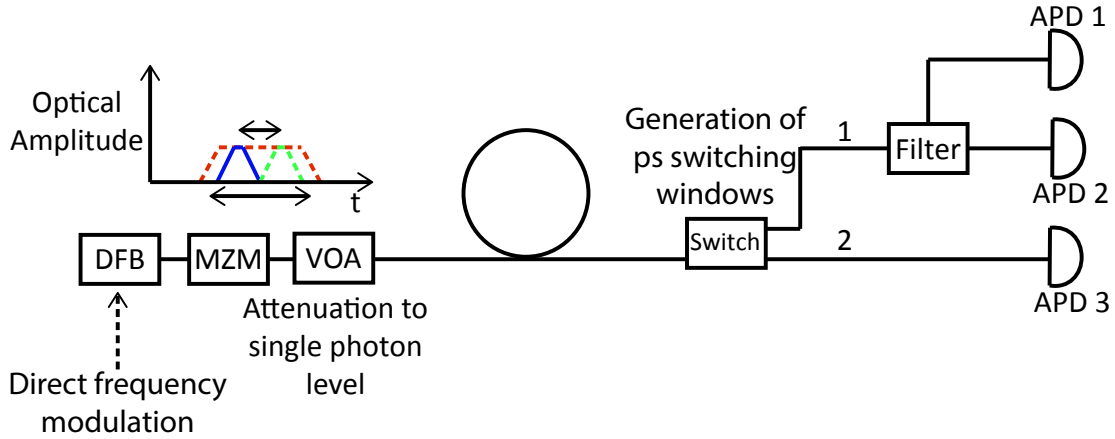 APD 1
Optical
Amplitude
t
Generation of
ps switching
windows
1
Filter
APD 2
DFB
MZM
VOA
Switch
2
APD 3
Attenuation to
single photon
level
Direct frequency
modulation